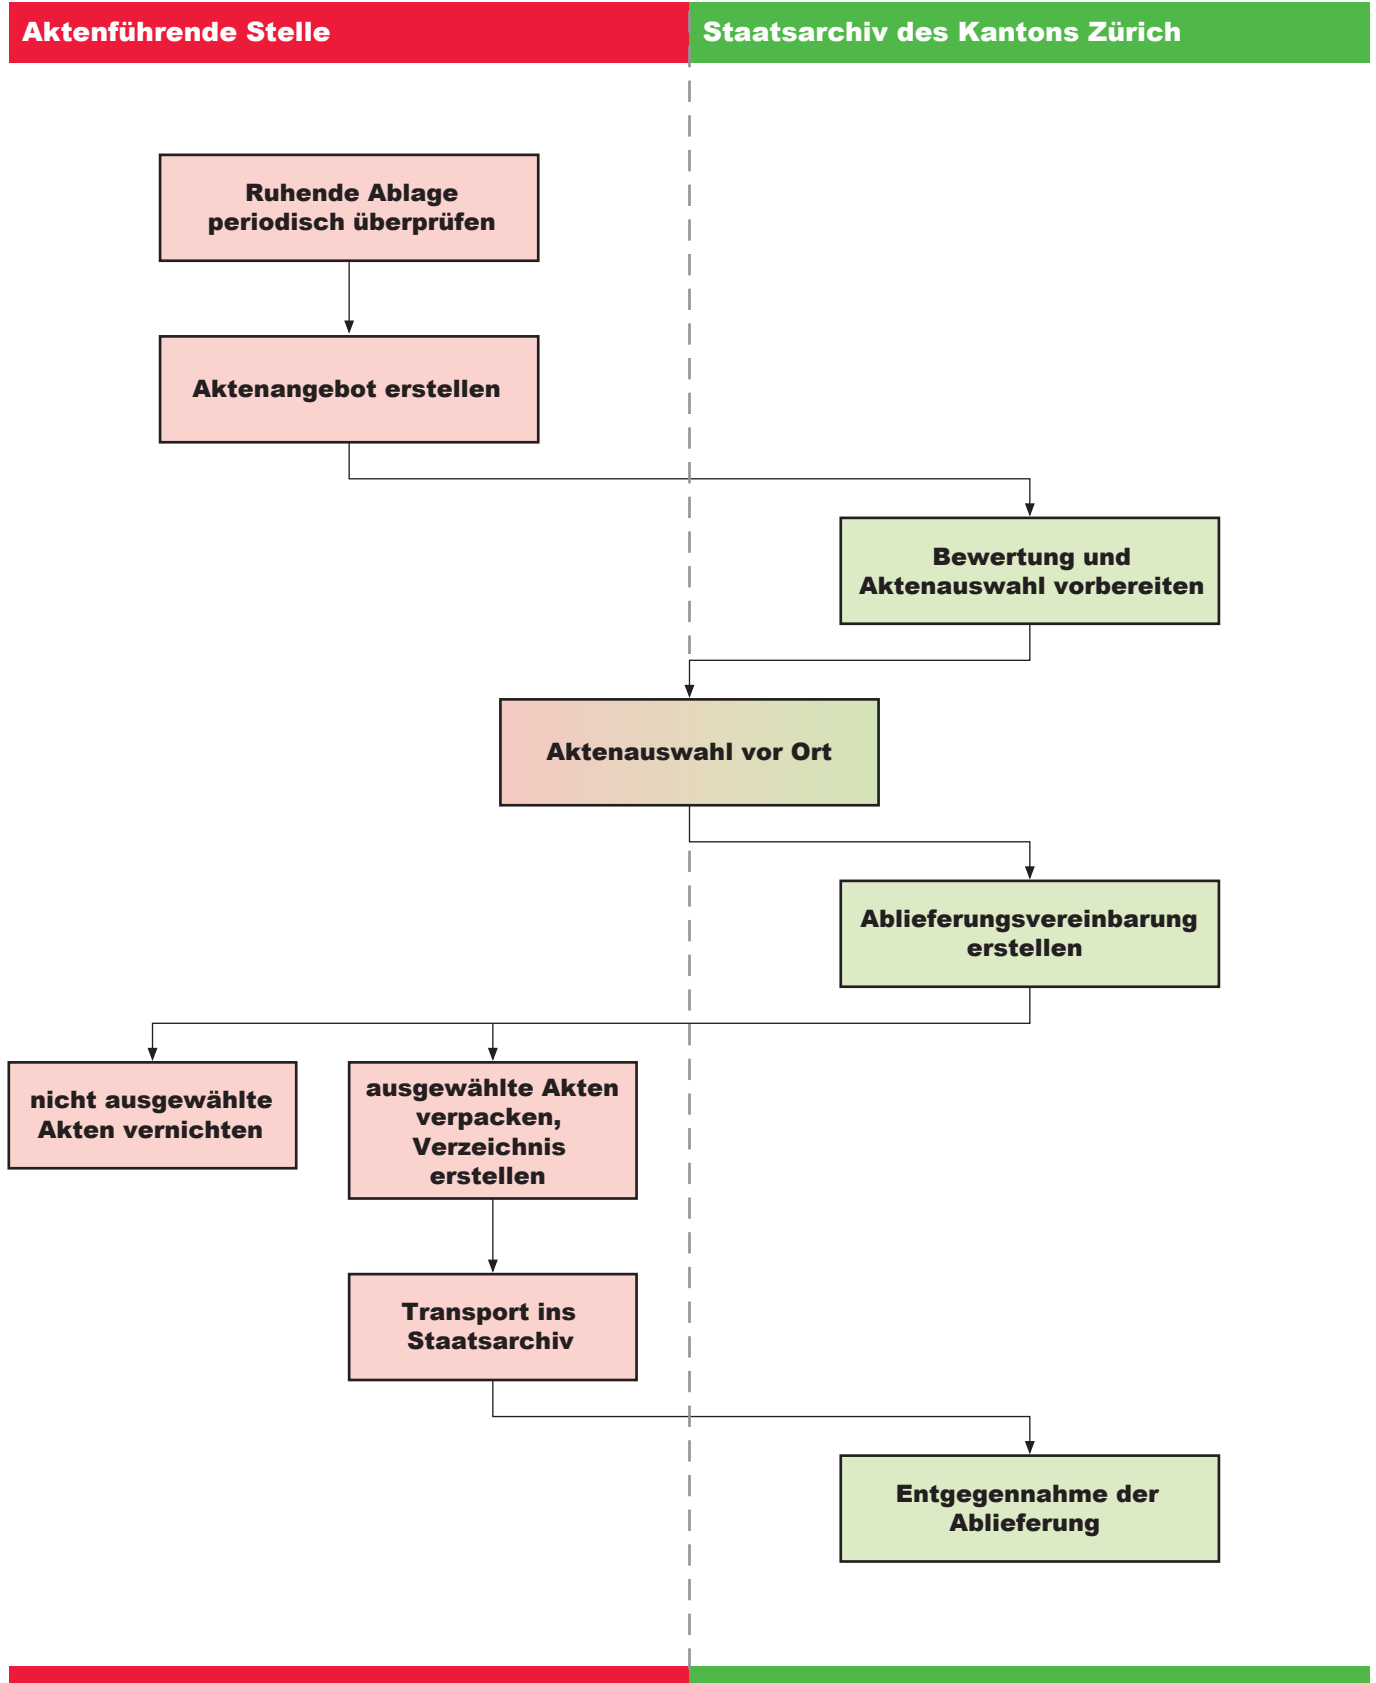 Aktenführende Stelle
Staatsarchiv des Kantons Zürich
Ruhende Ablage
periodisch überprüfen
Aktenangebot erstellen
Bewertung und
Aktenauswahl vorbereiten
Aktenauswahl vor Ort
Ablieferungsvereinbarung
erstellen
nicht ausgewählte
Akten vernichten
ausgewählte Akten
verpacken,
Verzeichnis
erstellen
Transport ins
Staatsarchiv
Entgegennahme der
Ablieferung